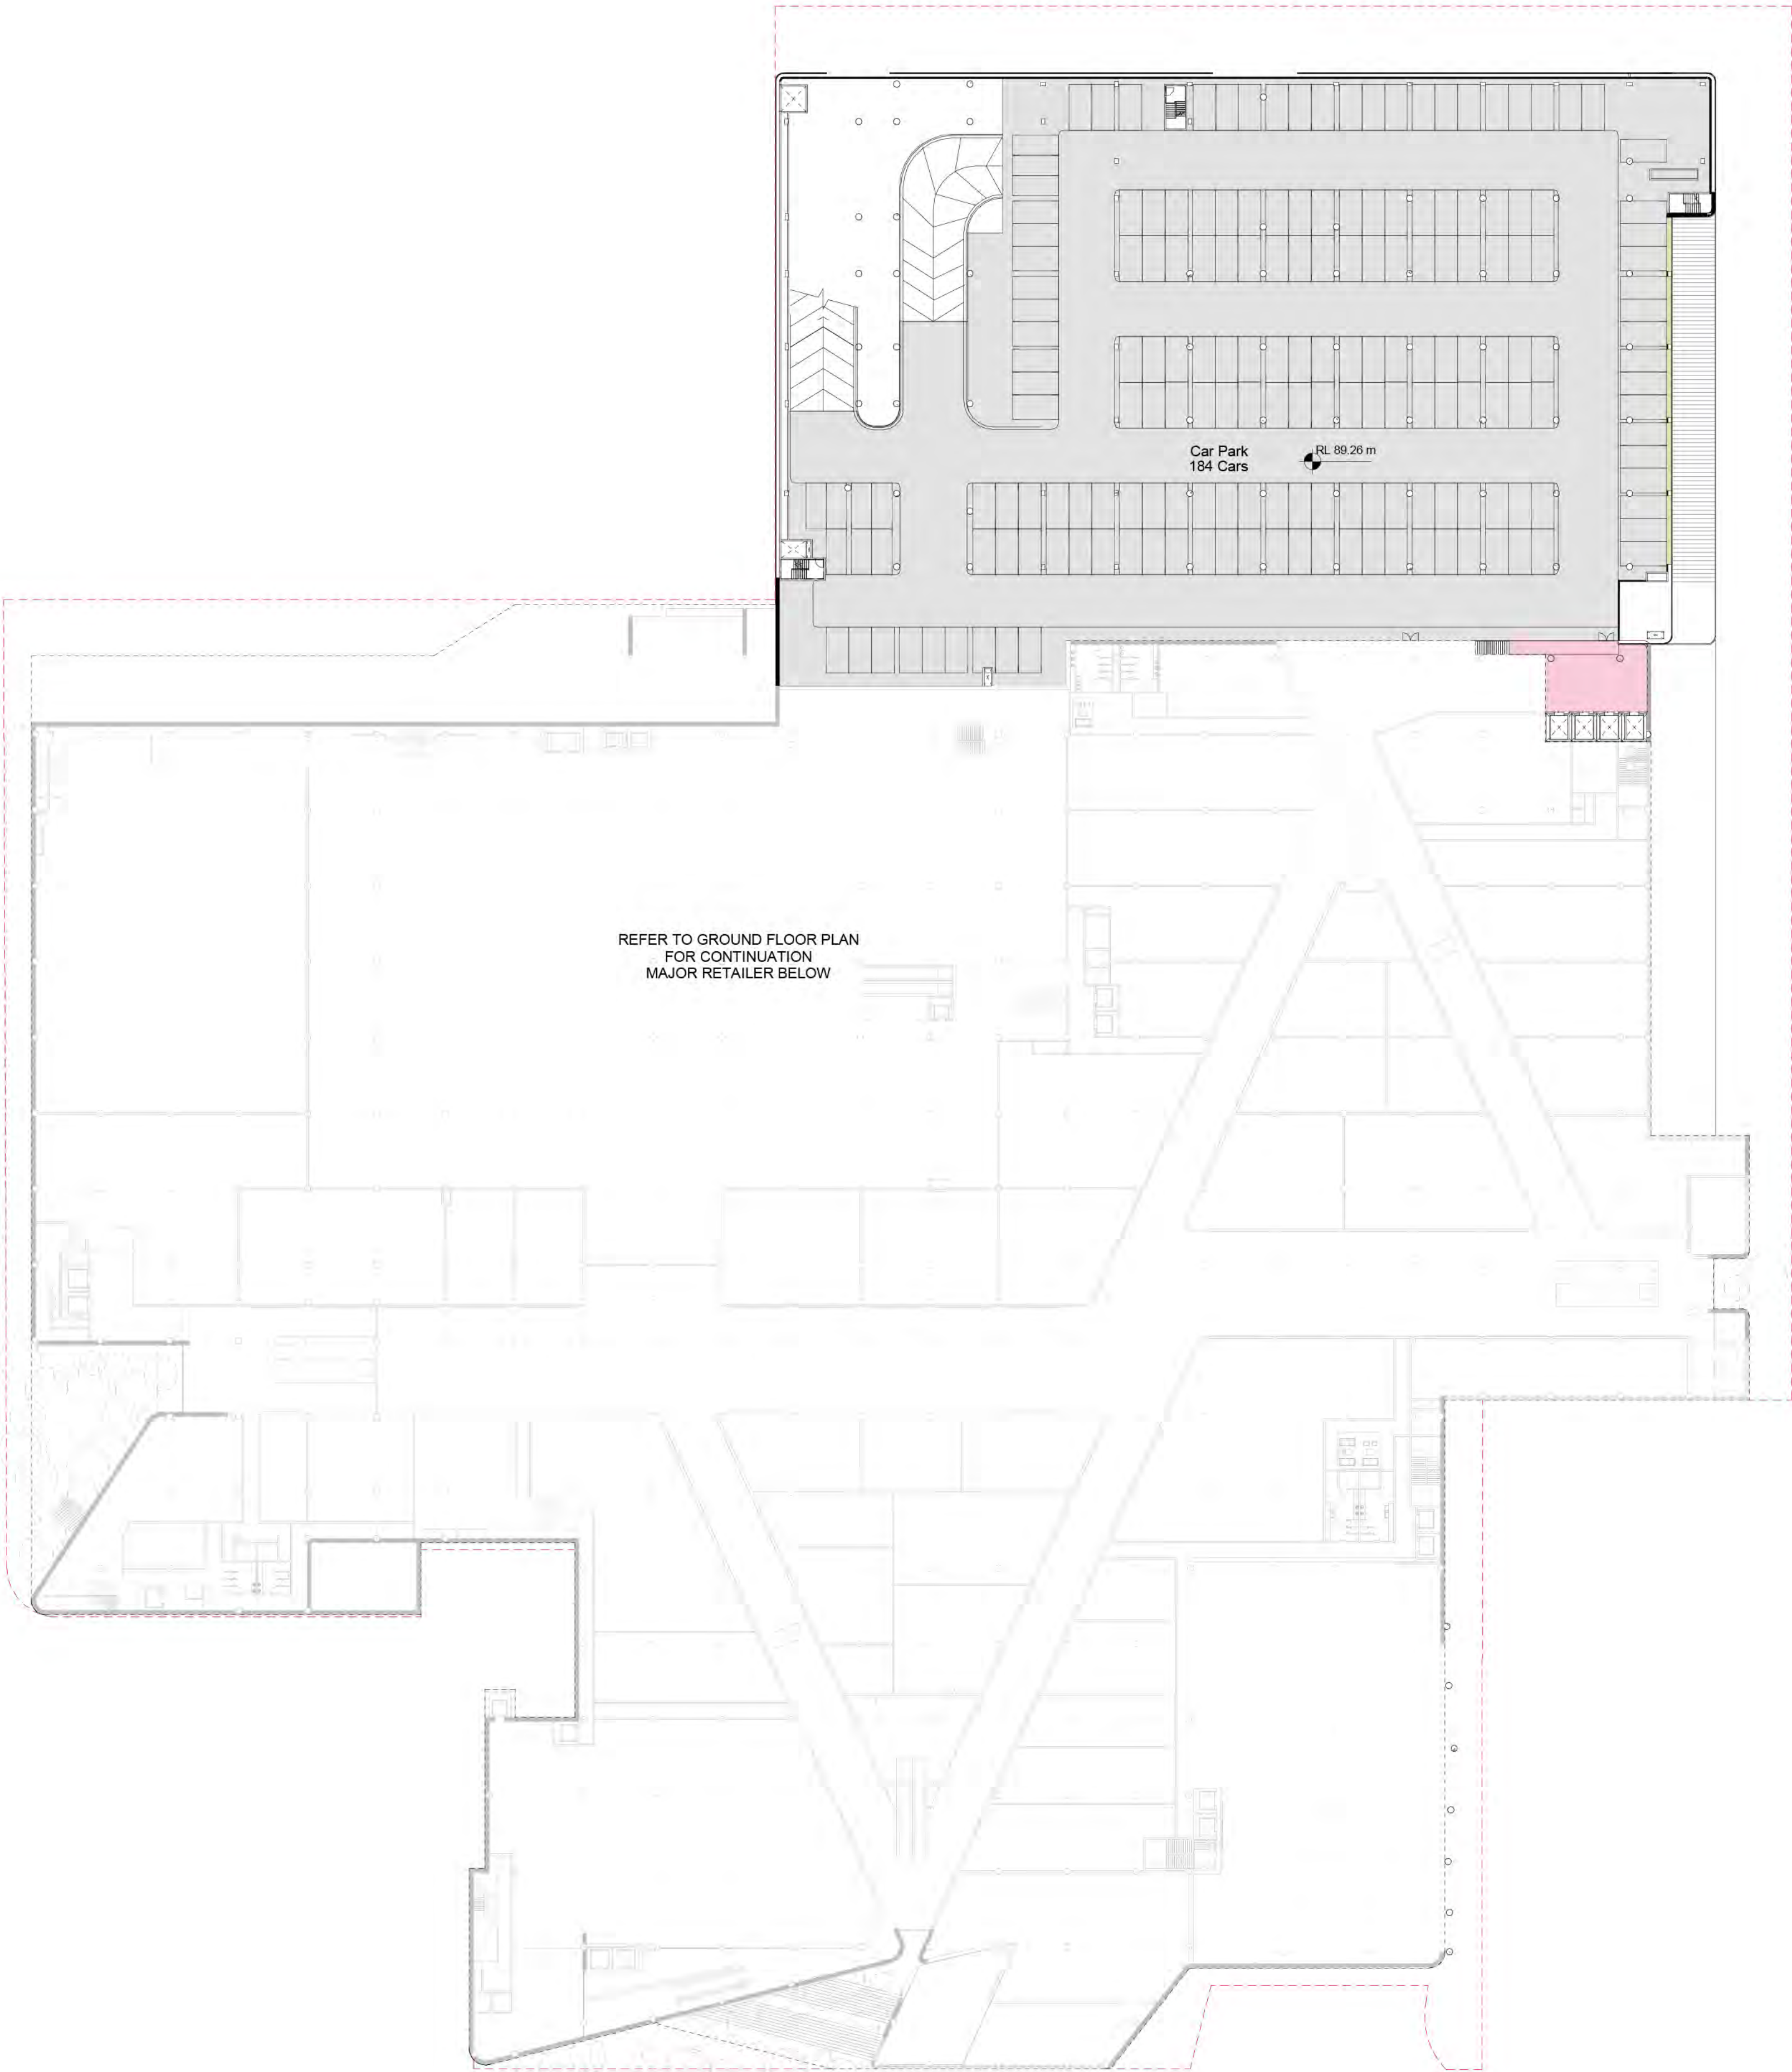 Car Park
184 Cars
RL 89.26 m
REFER TO GROUND FLOOR PLAN
FOR CONTINUATION
MAJOR RETAILER BELOW